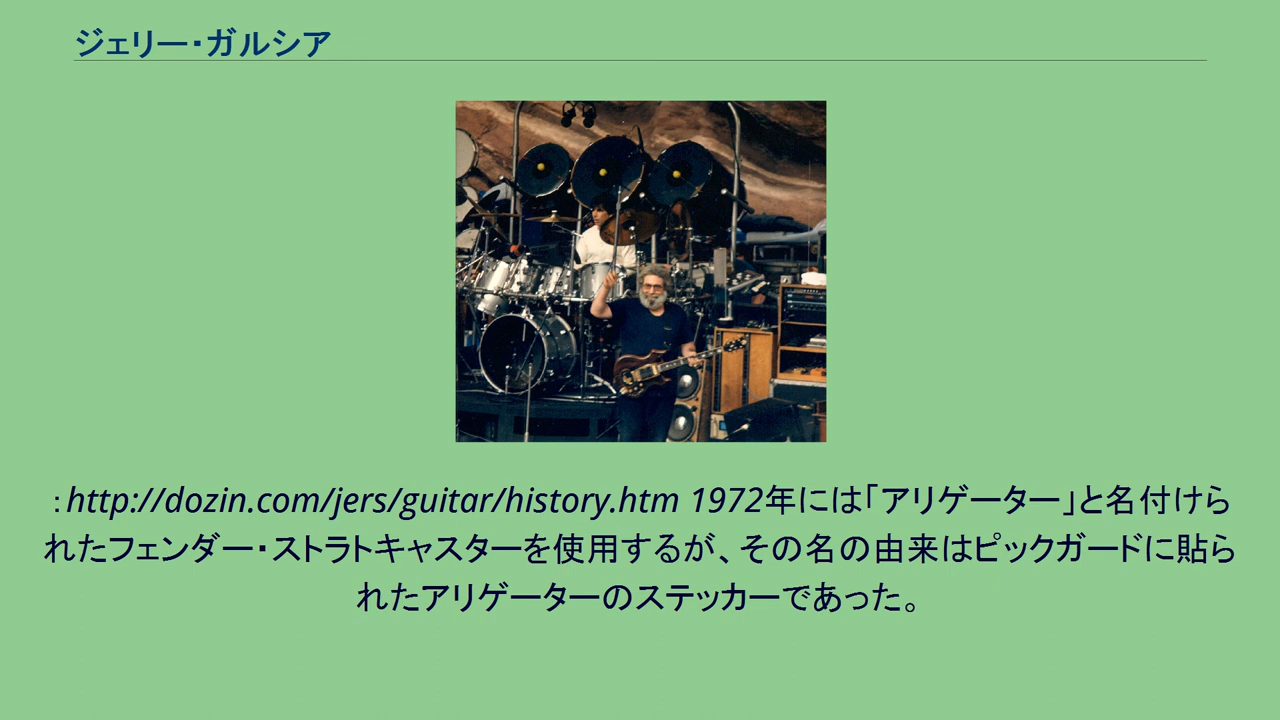 ジェリー・ガルシア
：http://dozin.com/jers/guitar/history.htm 1972年には「アリゲーター」と名付けら
れたフェンダー・ストラトキャスターを使用するが、その名の由来はピックガードに貼ら
れたアリゲーターのステッカーであった。